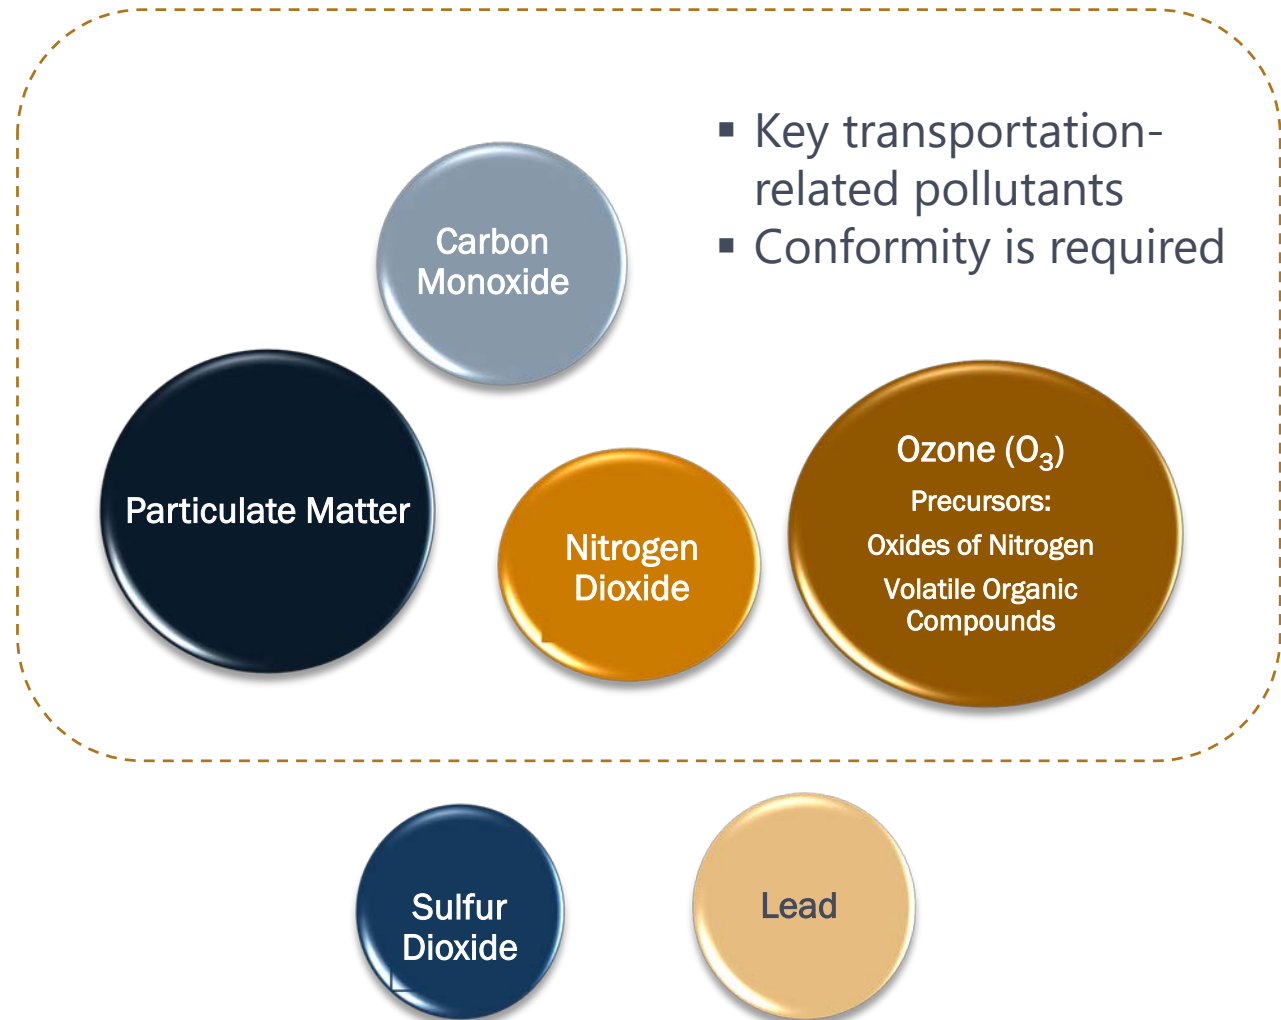 ▪ Key transportation-
related pollutants
▪ Conformity is required
Carbon
Monoxide
Particulate Matter
Nitrogen
Dioxide
Ozone (O₃)
Precursors:
Oxides of Nitrogen
Volatile Organic
Compounds
Sulfur
Dioxide
Lead